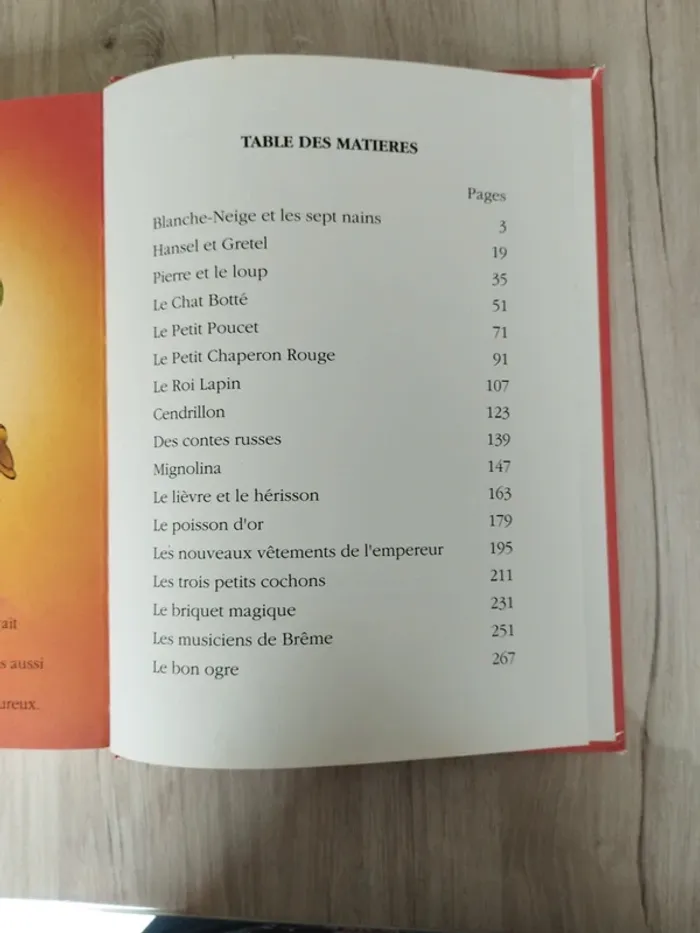 TABLE DES MATIERES
Pages
Blanche-Neige et les sept nains 3
Hansel et Gretel 19
Pierre et le loup 35
Le Chat Botté 51
Le Petit Poucet 71
Le Petit Chaperon Rouge 91
Le Roi Lapin 107
Cendrillon 123
Des contes russes 139
Mignolina 147
Le lièvre et le hérisson 163
Le poisson d'or 179
Les nouveaux vêtements de l'empereur 195
Les trois petits cochons 211
Le briquet magique 231
Les musiciens de Brême 251
Le bon ogre 267
aussi